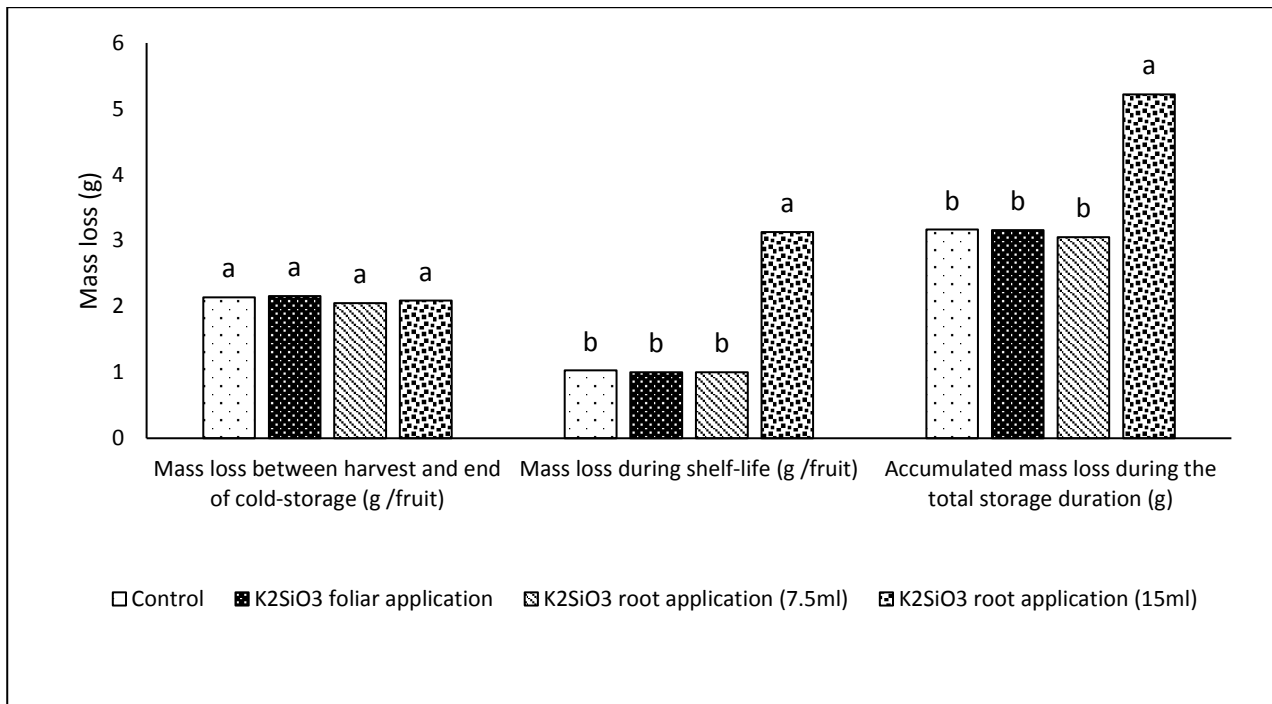 6
5
4
3
2
1
0
Mass loss (g)
a a a a
b b b a
b b b a
Mass loss between harvest and end
of cold-storage (g /fruit)
Mass loss during shelf-life (g /fruit)
Accumulated mass loss during the
total storage duration (g)
Control K2SiO3 foliar application K2SiO3 root application (7.5ml) K2SiO3 root application (15ml)